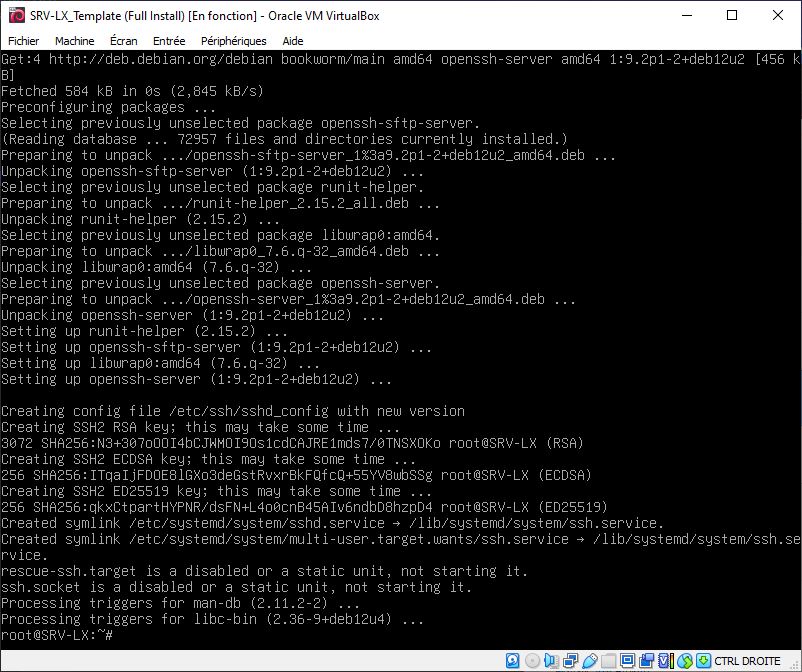 SRV-LX_Template (Full Install) [En fonction] - Oracle VM VirtualBox
Fichier Machine Écran Entrée Périphériques Aide
Get:4 http://deb.debian.org/debian bookworm/main amd64 openssh-server amd64 1:9.2p1-2+deb12u2 [456 k
B]
Fetched 584 kB in 0s (2,845 kB/s)
Preconfiguring packages ...
Selecting previously unselected package openssh-sftp-server.
(Reading database ... 72957 files and directories currently installed.)
Preparing to unpack .../openssh-sftp-server_1%3a9.2p1-2+deb12u2_amd64.deb ...
Unpacking openssh-sftp-server (1:9.2p1-2+deb12u2) ...
Selecting previously unselected package runit-helper.
Preparing to unpack .../runit-helper_2.15.2_all.deb ...
Unpacking runit-helper (2.15.2) ...
Selecting previously unselected package libwrap0:amd64.
Preparing to unpack .../libwrap0_7.6.q-32_amd64.deb ...
Unpacking libwrap0:amd64 (7.6.q-32) ...
Selecting previously unselected package openssh-server.
Preparing to unpack .../openssh-server_1%3a9.2p1-2+deb12u2_amd64.deb ...
Unpacking openssh-server (1:9.2p1-2+deb12u2) ...
Setting up runit-helper (2.15.2) ...
Setting up openssh-sftp-server (1:9.2p1-2+deb12u2) ...
Setting up libwrap0:amd64 (7.6.q-32) ...
Setting up openssh-server (1:9.2p1-2+deb12u2) ...
Creating config file /etc/ssh/sshd_config with new version
Creating SSH2 RSA key; this may take some time ...
3072 SHA256:N3+307oOOI4bCJWMOI9Os1cdCAJRE1mds7/0TNSXOKo root@SRV-LX (RSA)
Creating SSH2 ECDSA key; this may take some time ...
256 SHA256:ITqaIjFDOE8lGXo3deGstRvxrBkFQfcQ+55YV8wbSSg root@SRV-LX (ECDSA)
Creating SSH2 ED25519 key; this may take some time ...
256 SHA256:qkxCtpartHYPNR/dsFN+L4o0cnB45AIv6ndbD8hzpD4 root@SRV-LX (ED25519)
Created symlink /etc/systemd/system/sshd.service → /lib/systemd/system/ssh.service.
Created symlink /etc/systemd/system/multi-user.target.wants/ssh.service → /lib/systemd/system/ssh.se
rvice.
rescue-ssh.target is a disabled or a static unit, not starting it.
ssh.socket is a disabled or a static unit, not starting it.
Processing triggers for man-db (2.11.2-2) ...
Processing triggers for libc-bin (2.36-9+deb12u4) ...
root@SRV-LX:~#
CTRL DROITE